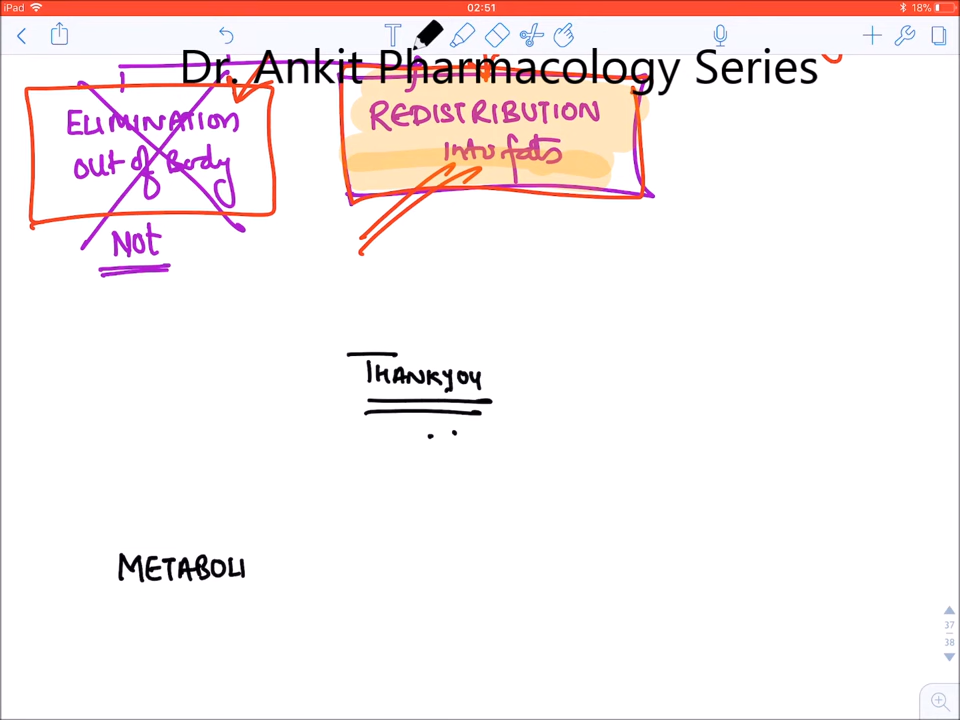 iPad 02:51 18%
T
Dr. Ankit Pharmacology Series
ELIMINATION
out of Body
NOT
REDISTRIBUTION
Into fats
THANKYOU
METABOLI
37
38